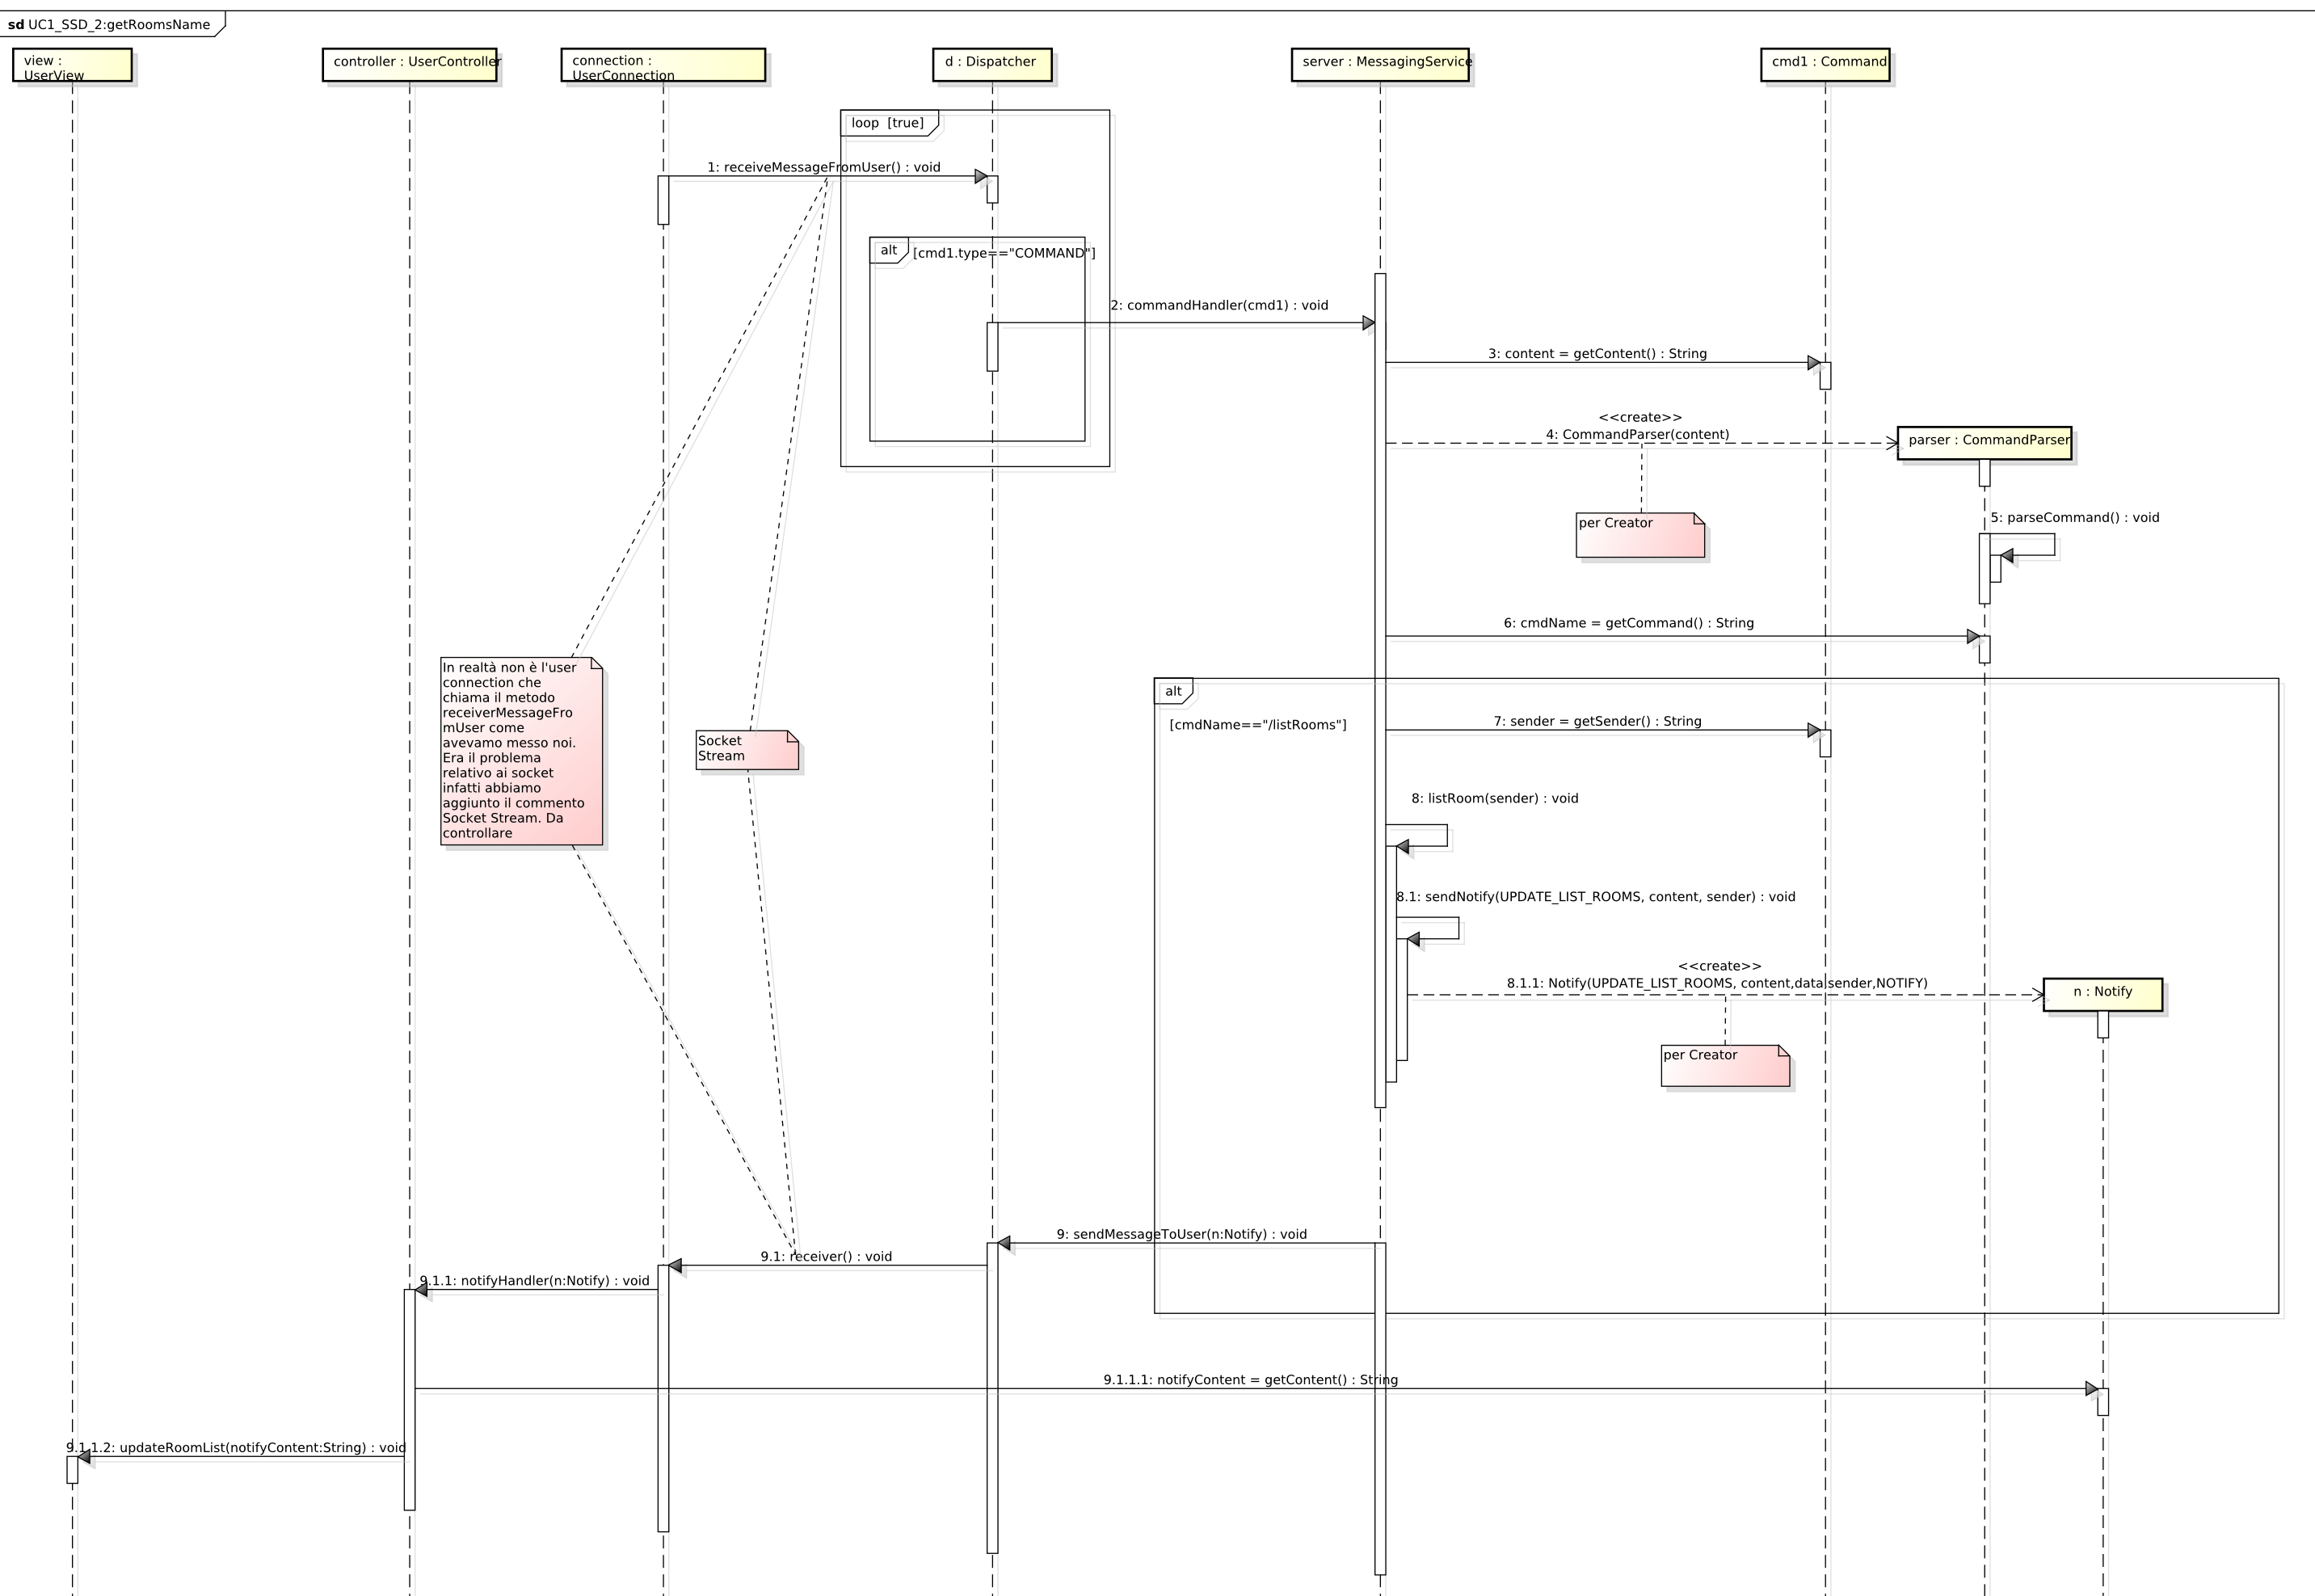 sd UC1_SSD_2:getRoomsName
view :
UserView
controller : UserController
connection :
UserConnection
d : Dispatcher
server : MessagingService
cmd1 : Command
loop [true]
1: receiveMessageFromUser() : void
alt [cmd1.type=="COMMAND"]
2: commandHandler(cmd1) : void
3: content = getContent() : String
<<create>>
4: CommandParser(content)
parser : CommandParser
per Creator
5: parseCommand() : void
6: cmdName = getCommand() : String
In realtà non è l'user
connection che
chiama il metodo
receiverMessageFro
mUser come
avevamo messo noi.
Era il problema
relativo ai socket
infatti abbiamo
aggiunto il commento
Socket Stream. Da
controllare
Socket
Stream
alt
[cmdName=="/listRooms"]
7: sender = getSender() : String
8: listRoom(sender) : void
8.1: sendNotify(UPDATE_LIST_ROOMS, content, sender) : void
<<create>>
8.1.1: Notify(UPDATE_LIST_ROOMS, content,data,sender,NOTIFY)
n : Notify
per Creator
9: sendMessageToUser(n:Notify) : void
9.1: receiver() : void
9.1.1: notifyHandler(n:Notify) : void
9.1.1.1: notifyContent = getContent() : String
9.1.1.2: updateRoomList(notifyContent:String) : void